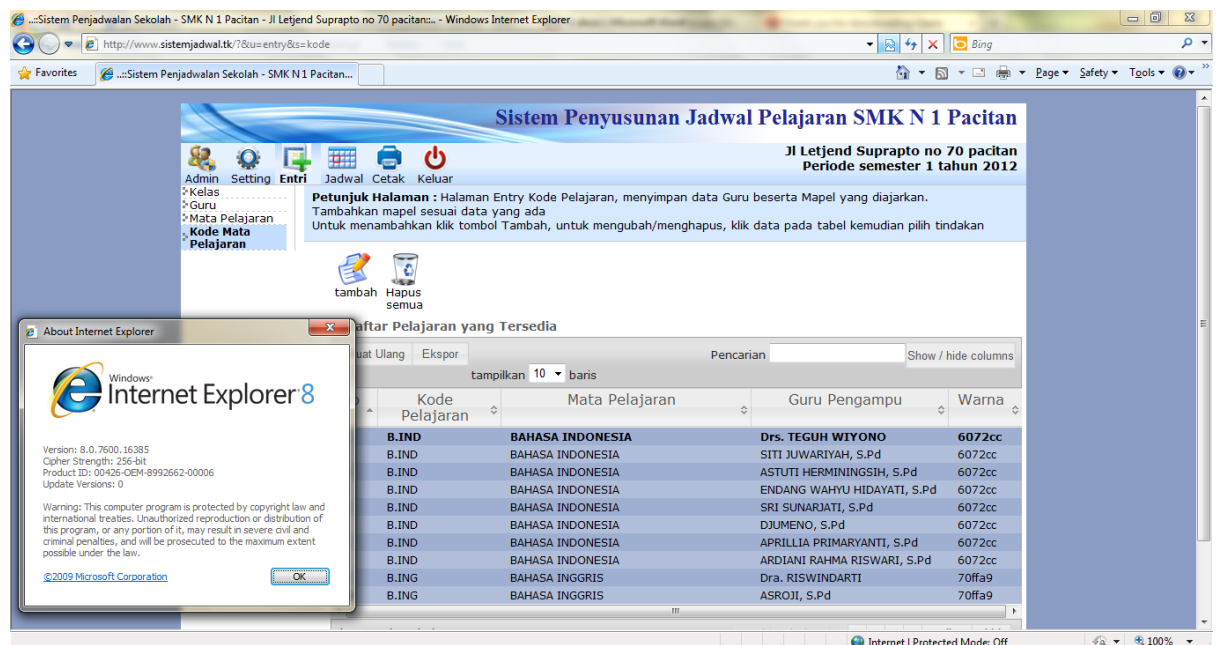 ..::Sistem Penjadwalan Sekolah - SMK N 1 Pacitan - Jl Letjend Suprapto no 70 pacitan::.. - Windows Internet Explorer
http://www.sistemjadwal.tk/?&u=entry&s=kode
Bing
Favorites
..::Sistem Penjadwalan Sekolah - SMK N 1 Pacitan...
Page Safety Tools
Sistem Penyusunan Jadwal Pelajaran SMK N 1 Pacitan
Jl Letjend Suprapto no 70 pacitan
Periode semester 1 tahun 2012
Admin Setting Entri Jadwal Cetak Keluar
Kelas
Guru
Mata Pelajaran
Kode Mata
Pelajaran
Petunjuk Halaman : Halaman Entry Kode Pelajaran, menyimpan data Guru beserta Mapel yang diajarkan.
Tambahkan mapel sesuai data yang ada
Untuk menambahkan klik tombol Tambah, untuk mengubah/menghapus, klik data pada tabel kemudian pilih tindakan
tambah Hapus
semua
aftar Pelajaran yang Tersedia
uat Ulang Ekspor Pencarian Show / hide columns
tampilkan 10 baris
Kode
Pelajaran
Mata Pelajaran Guru Pengampu Warna
B.IND BAHASA INDONESIA Drs. TEGUH WIYONO 6072cc
B.IND BAHASA INDONESIA SITI JUWARIYAH, S.Pd 6072cc
B.IND BAHASA INDONESIA ASTUTI HERMININGSIH, S.Pd 6072cc
B.IND BAHASA INDONESIA ENDANG WAHYU HIDAYATI, S.Pd 6072cc
B.IND BAHASA INDONESIA SRI SUNARJATI, S.Pd 6072cc
B.IND BAHASA INDONESIA DJUMENO, S.Pd 6072cc
B.IND BAHASA INDONESIA APRILLIA PRIMARYANTI, S.Pd 6072cc
B.IND BAHASA INDONESIA ARDIANI RAHMA RISWARI, S.Pd 6072cc
B.ING BAHASA INGGRIS Dra. RISWINDARTI 70ffa9
B.ING BAHASA INGGRIS ASROJI, S.Pd 70ffa9
About Internet Explorer
Windows
Internet Explorer 8
Version: 8.0.7600.16385
Cipher Strength: 256-bit
Product ID: 00426-OEM-8992662-00006
Update Versions: 0
Warning: This computer program is protected by copyright law and
international treaties. Unauthorized reproduction or distribution of
this program, or any portion of it, may result in severe civil and
criminal penalties, and will be prosecuted to the maximum extent
possible under the law.
©2009 Microsoft Corporation
OK
Internet | Protected Mode: Off
100%